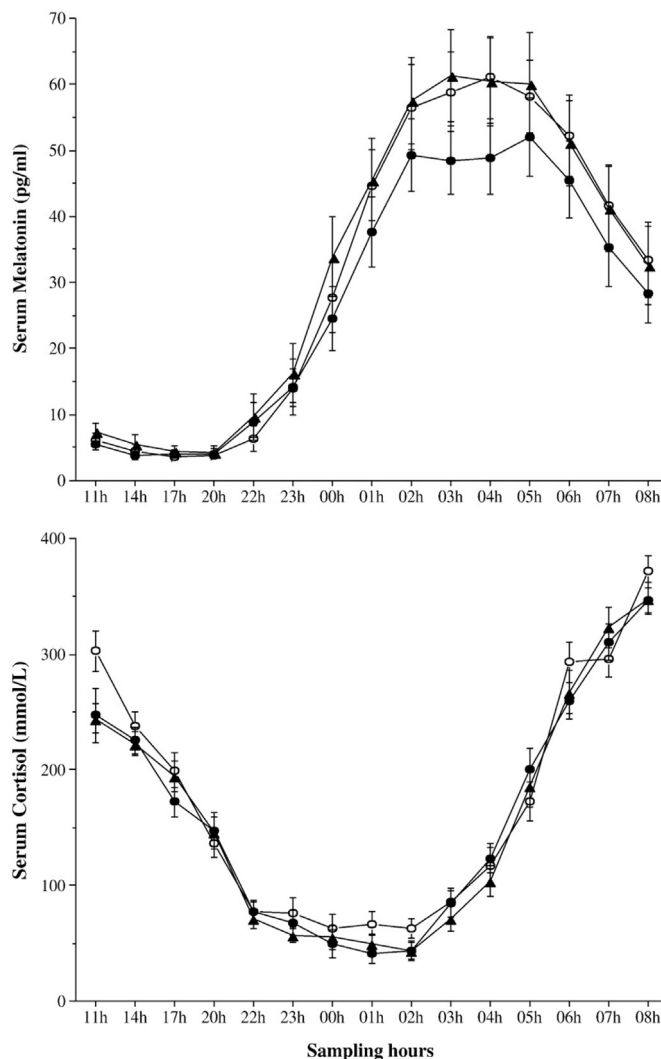 70
60
50
40
30
20
10
0
Serum Melatonin (pg/ml)
11h 14h 17h 20h 22h 23h 00h 01h 02h 03h 04h 05h 06h 07h 08h
400
300
200
100
0
Serum Cortisol (mmol/L)
11h 14h 17h 20h 22h 23h 00h 01h 02h 03h 04h 05h 06h 07h 08h
Sampling hours